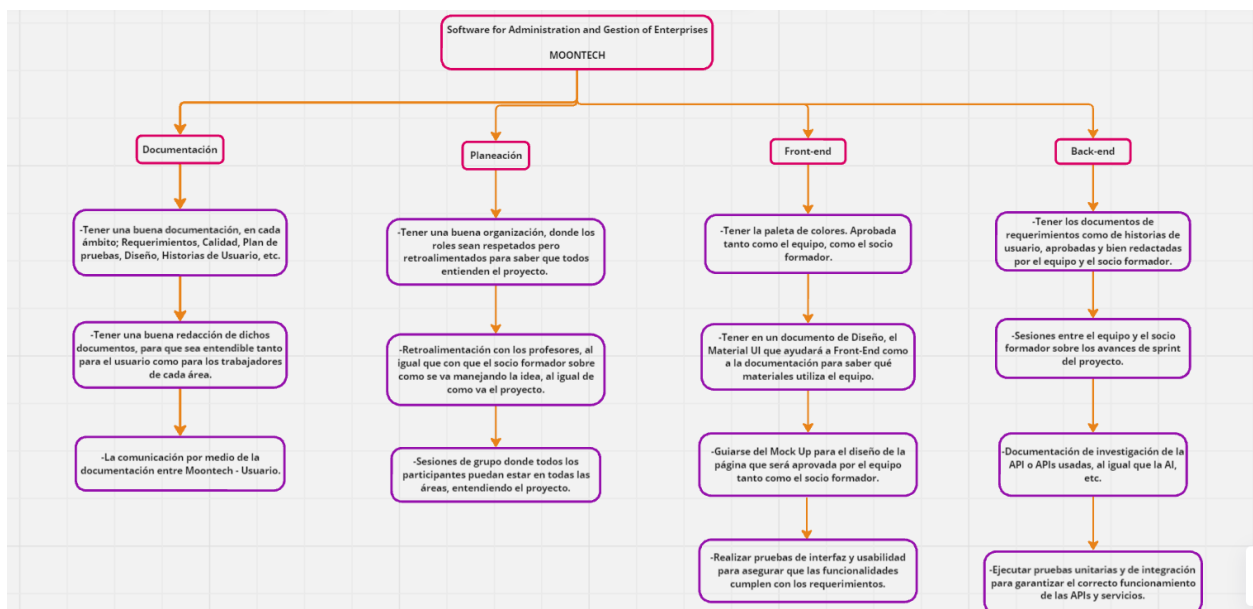 Software for Administration and Gestion of Enterprises
MOONTECH
Documentación
-Tener una buena documentación, en cada
ámbito; Requerimientos, Calidad, Plan de
pruebas, Diseño, Historias de Usuario, etc.
-Tener una buena redacción de dichos
documentos, para que sea entendible tanto
para el usuario como para los trabajadores
de cada área.
-La comunicación por medio de la
documentación entre Moontech - Usuario.
Planeación
-Tener una buena organización, donde los
roles sean respetados pero
retroalimentados para saber que todos
entienden el proyecto.
-Retroalimentación con los profesores, al
igual que con que el socio formador sobre
como se va manejando la idea, al igual de
como va el proyecto.
-Sesiones de grupo donde todos los
participantes puedan estar en todas las
áreas, entendiendo el proyecto.
Front-end
-Tener la paleta de colores. Aprobada
tanto como el equipo, como el socio
formador.
-Tener en un documento de Diseño, el
Material UI que ayudará a Front-End como
a la documentación para saber qué
materiales utiliza el equipo.
-Guiarse del Mock Up para el diseño de la
página que será aprovada por el equipo
tanto como el socio formador.
-Realizar pruebas de interfaz y usabilidad
para asegurar que las funcionalidades
cumplen con los requerimientos.
Back-end
-Tener los documentos de
requerimientos como de historias de
usuario, aprobadas y bien redactadas
por el equipo y el socio formador.
-Sesiones entre el equipo y el socio
formador sobre los avances de sprint
del proyecto.
-Documentación de investigación de la
API o APIs usadas, al igual que la AI,
etc.
-Ejecutar pruebas unitarias y de integración
para garantizar el correcto funcionamiento
de las APIs y servicios.